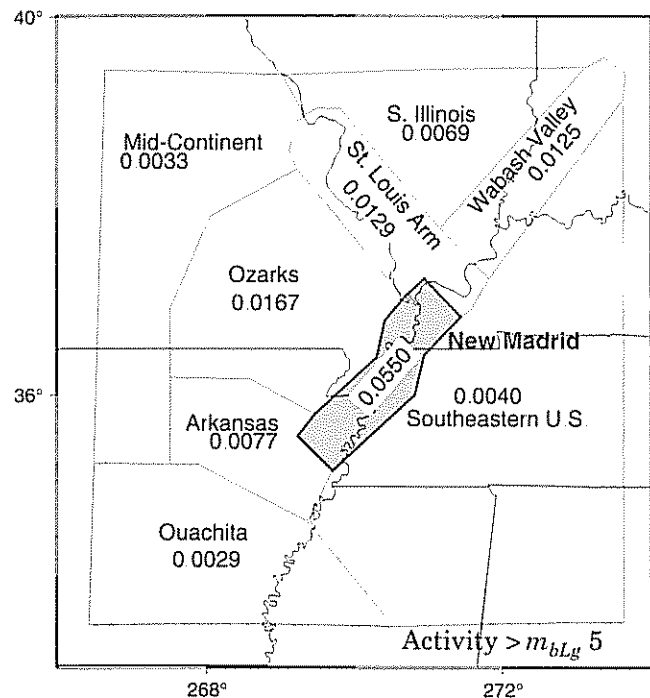 40°
S. Illinois
0.0069
Mid-Continent
0.0033
St. Louis Arm
0.0129
Wabash-Valley
0.0125
Ozarks
0.0167
New Madrid
0.0550
36°
0.0040
Southeastern U.S.
Arkansas
0.0077
Ouachita
0.0029
Activity > m_bLg 5
268°
272°